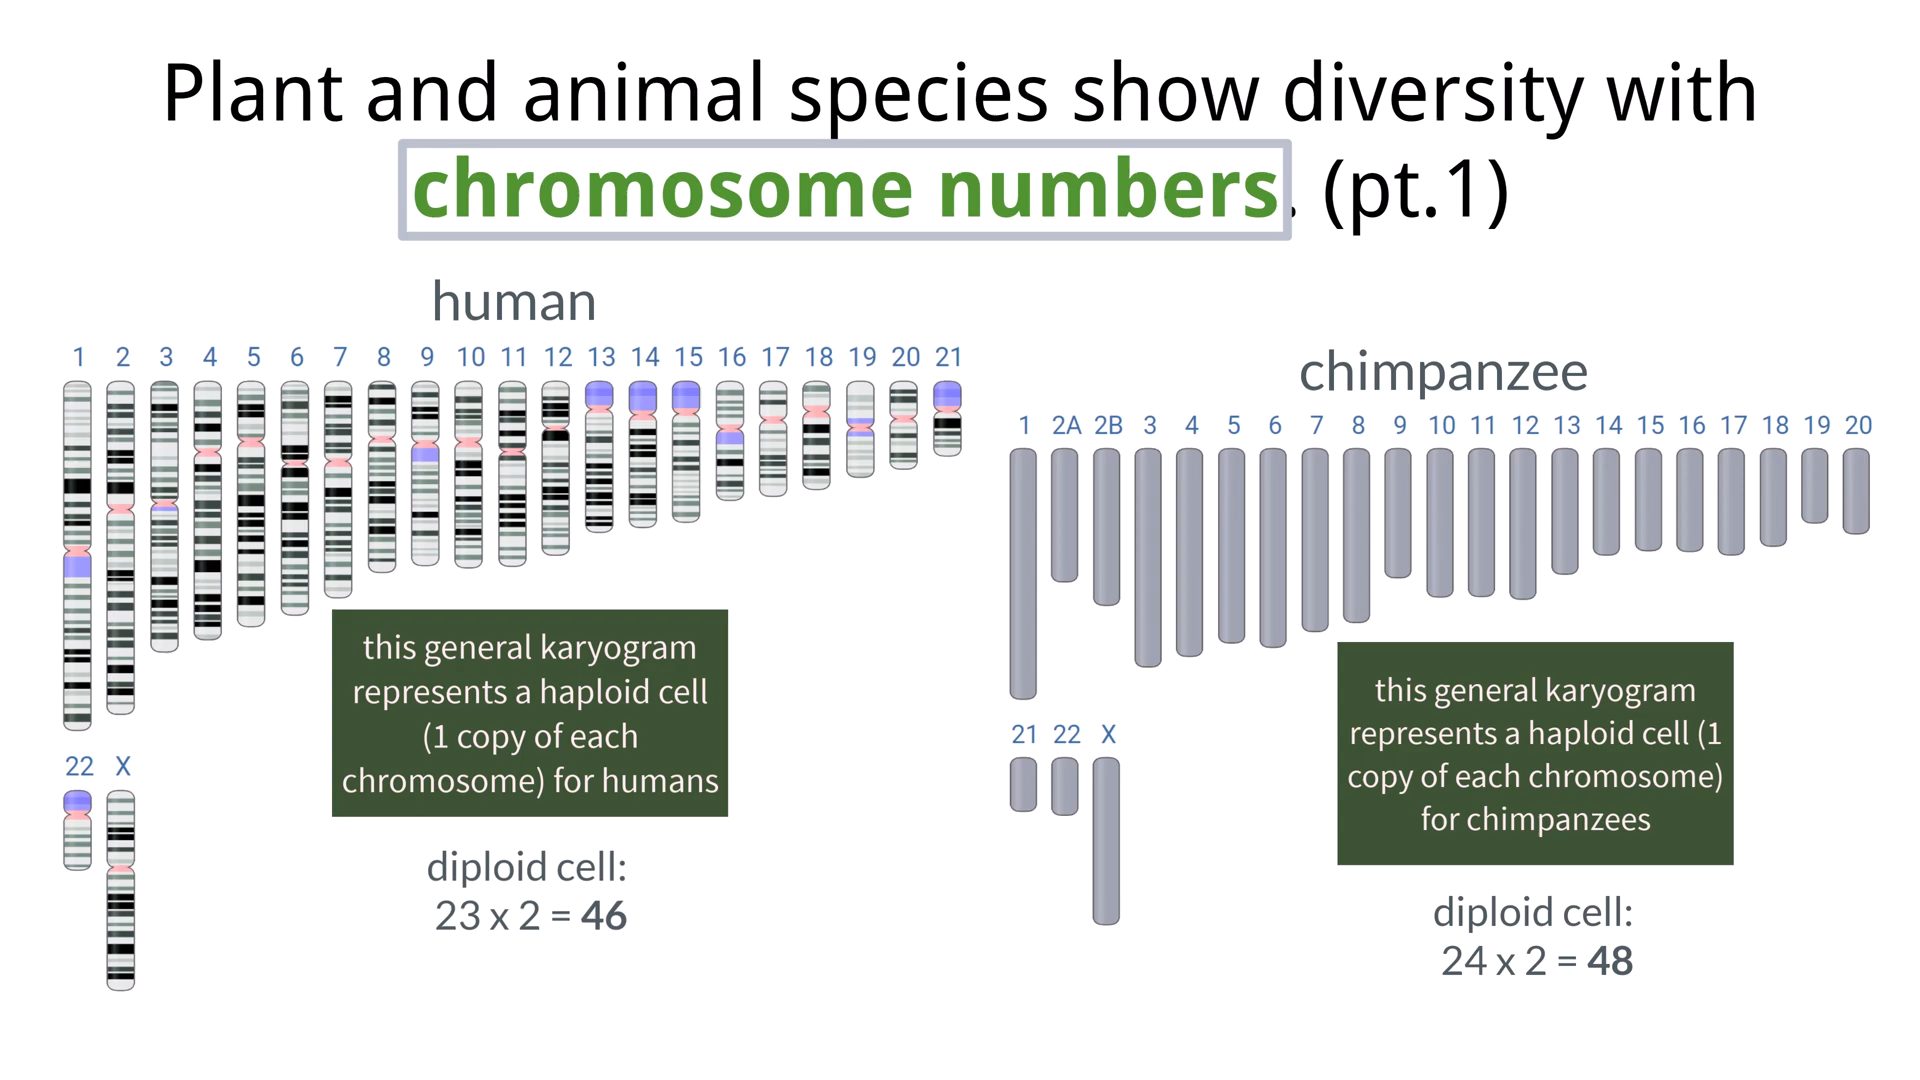 Plant and animal species show diversity with
chromosome numbers. (pt.1)
human
1 2 3 4 5 6 7 8 9 10 11 12 13 14 15 16 17 18 19 20 21
22 X
this general karyogram
represents a haploid cell
(1 copy of each
chromosome) for humans
diploid cell:
23 x 2 = 46
chimpanzee
1 2A 2B 3 4 5 6 7 8 9 10 11 12 13 14 15 16 17 18 19 20
21 22 X
this general karyogram
represents a haploid cell (1
copy of each chromosome)
for chimpanzees
diploid cell:
24 x 2 = 48